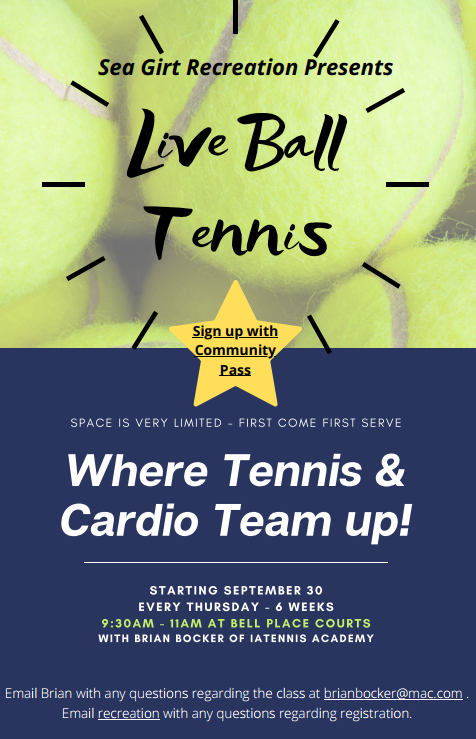 Sea Girt Recreation Presents
Live Ball
Tennis
Sign up with
Community
Pass
SPACE IS VERY LIMITED - FIRST COME FIRST SERVE
Where Tennis &
Cardio Team up!
STARTING SEPTEMBER 30
EVERY THURSDAY - 6 WEEKS
9:30AM - 11AM AT BELL PLACE COURTS
WITH BRIAN BOCKER OF IATENNIS ACADEMY
Email Brian with any questions regarding the class at brianbocker@mac.com .
Email recreation with any questions regarding registration.